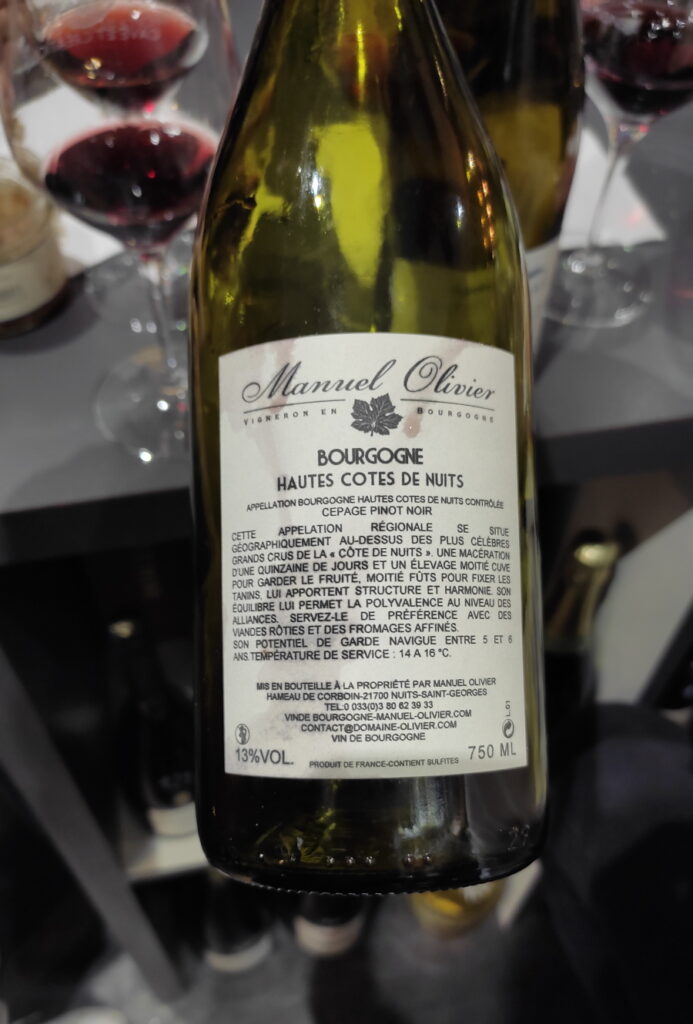 Manuel Olivier
VIGNERON EN BOURGOGNE
BOURGOGNE
HAUTES COTES DE NUITS
APPELLATION BOURGOGNE HAUTES COTES DE NUITS CONTRÔLÉE
CEPAGE PINOT NOIR
CETTE APPELATION RÉGIONALE SE SITUE
GÉOGRAPHIQUEMENT AU-DESSUS DES PLUS CÉLÈBRES
GRANDS CRUS DE LA « CÔTE DE NUITS ». UNE MACÉRATION
D'UNE QUINZAINE DE JOURS ET UN ÉLEVAGE MOITIÉ CUVE
POUR GARDER LE FRUITÉ, MOITIÉ FÛTS POUR FIXER LES
TANINS, LUI APPORTENT STRUCTURE ET HARMONIE. SON
ÉQUILIBRE LUI PERMET LA POLYVALENCE AU NIVEAU DES
ALLIANCES. SERVEZ-LE DE PRÉFÉRENCE AVEC DES
VIANDES RÔTIES ET DES FROMAGES AFFINÉS.
SON POTENTIEL DE GARDE NAVIGUE ENTRE 5 ET 6
ANS.TEMPÉRATURE DE SERVICE : 14 A 16 °C.
MIS EN BOUTEILLE À LA PROPRIÉTÉ PAR MANUEL OLIVIER
HAMEAU DE CORBOIN-21700 NUITS-SAINT-GEORGES
TEL:0 033(0)3 80 62 39 33
VINDE BOURGOGNE-MANUEL-OLIVIER.COM
CONTACT@DOMAINE-OLIVIER.COM
VIN DE BOURGOGNE
13%VOL.
PRODUIT DE FRANCE-CONTIENT SULFITES
750 ML